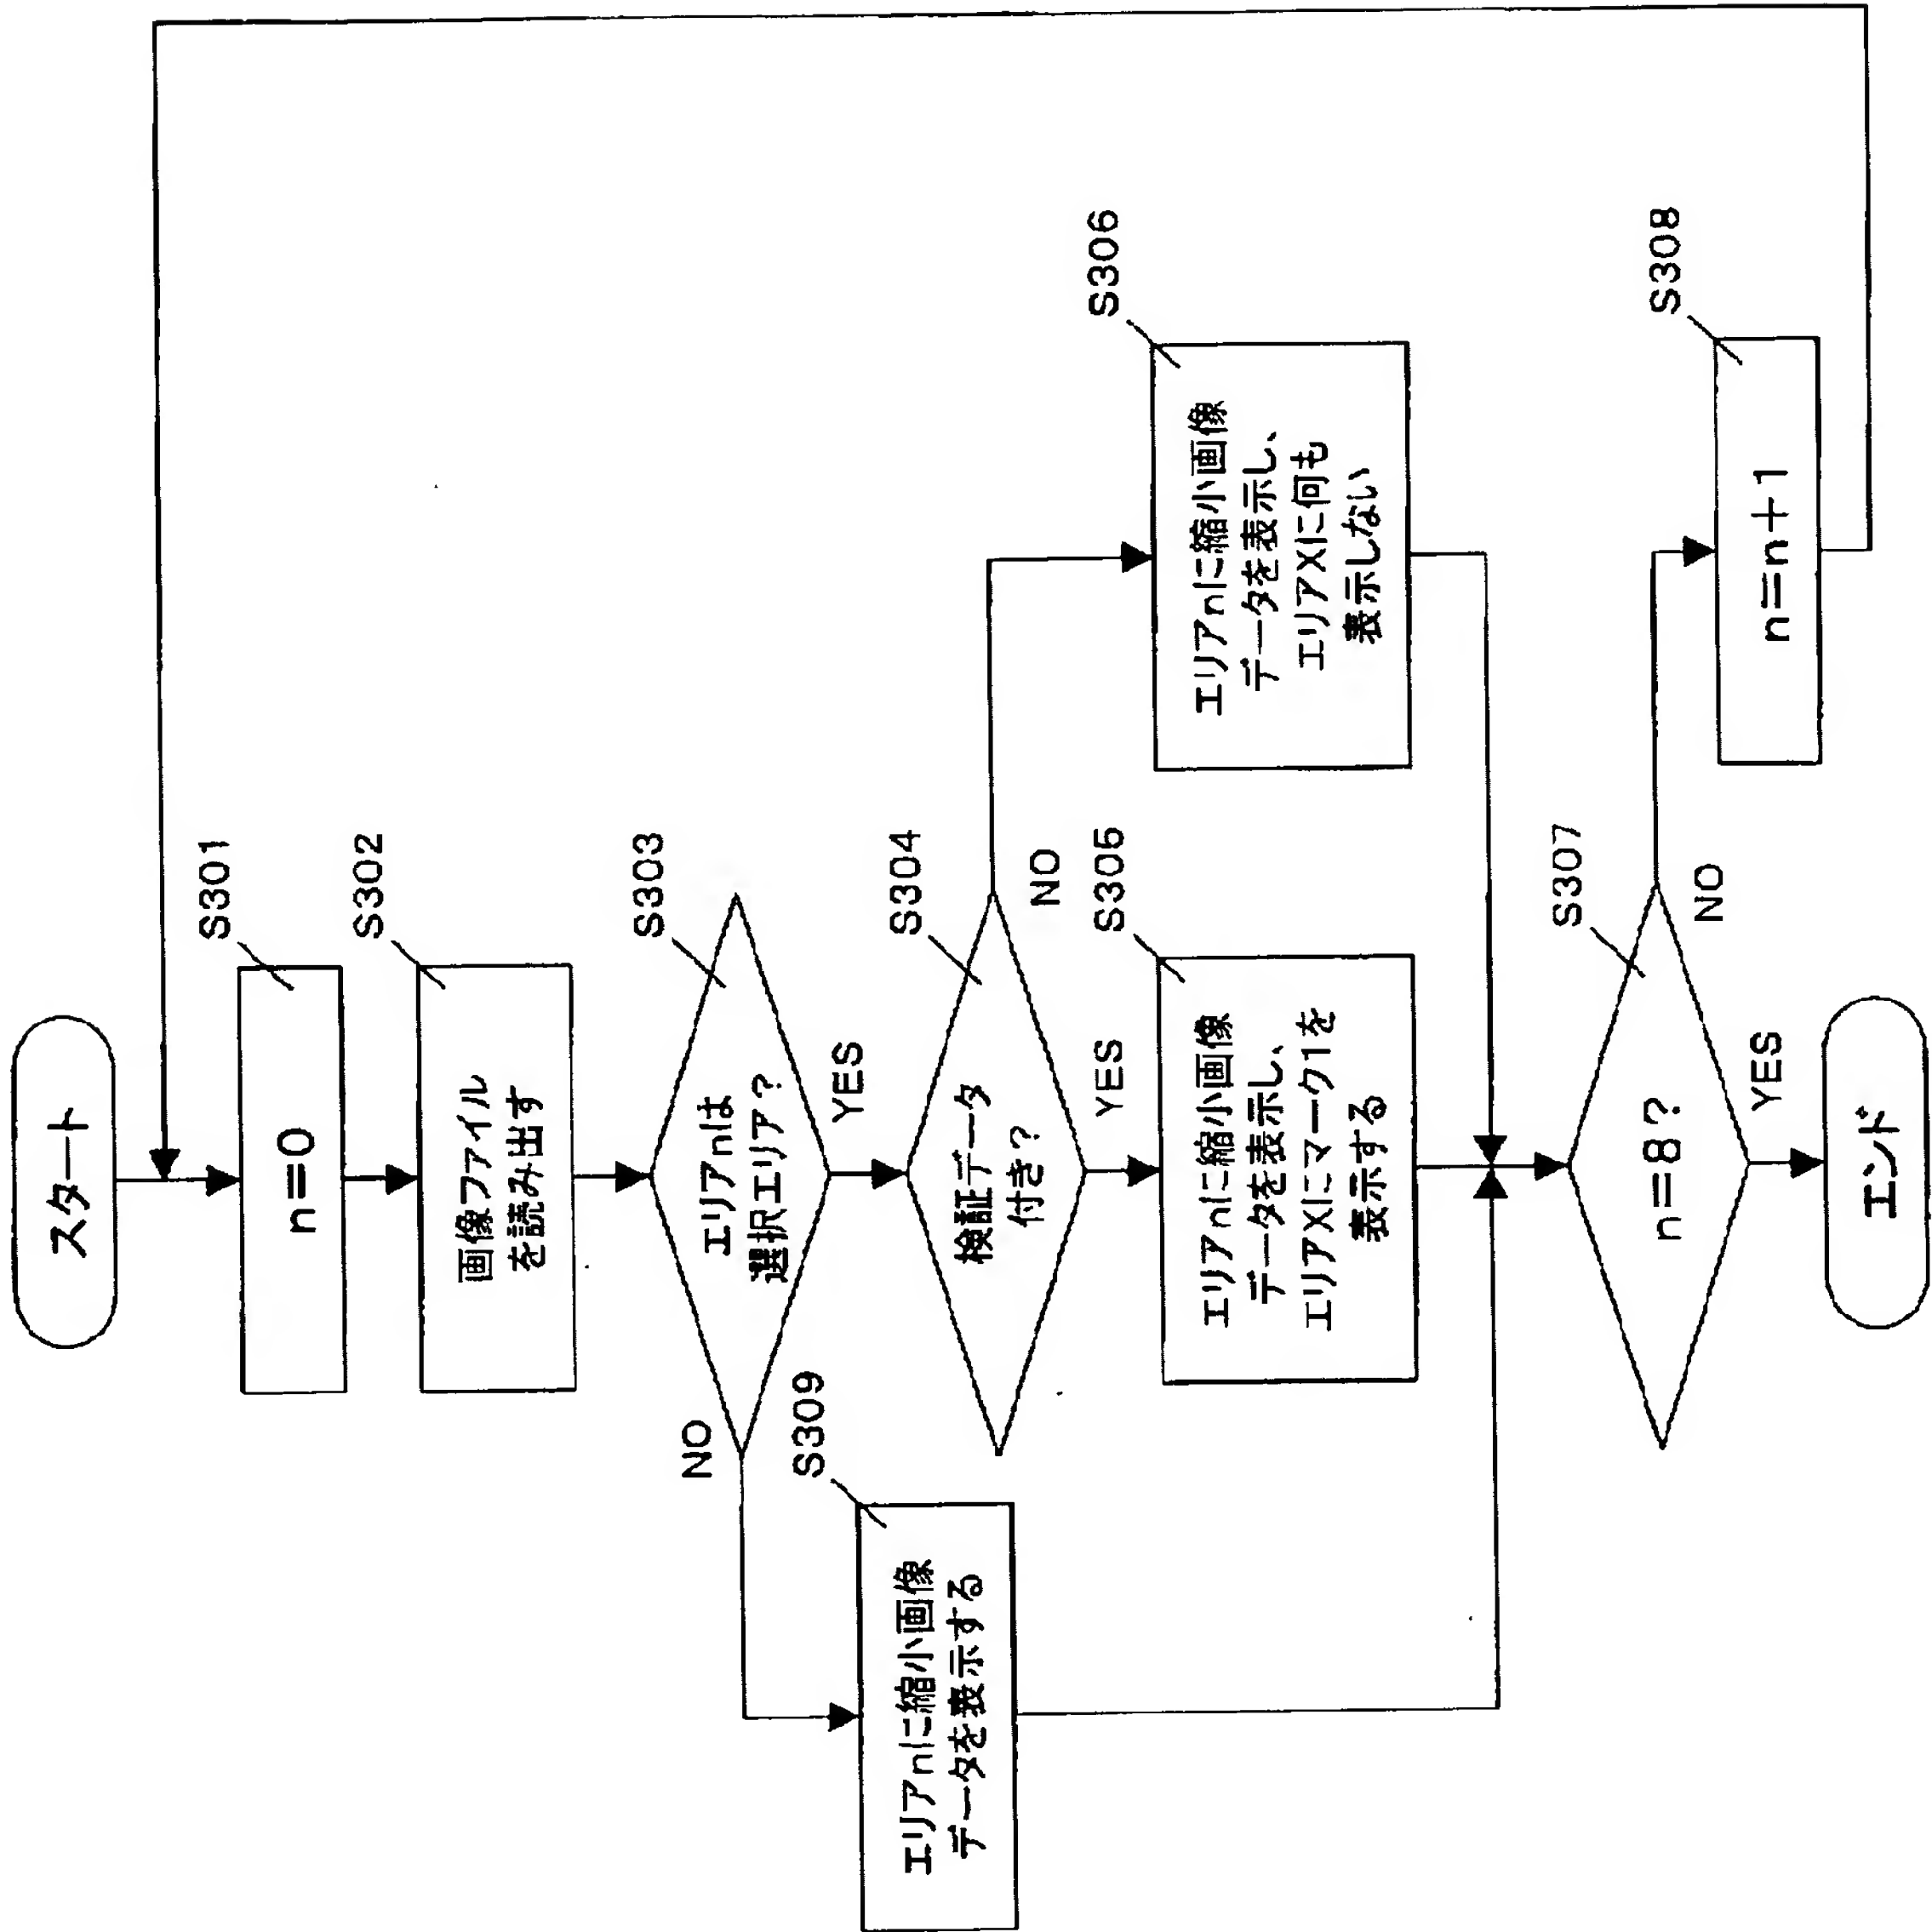 スタート
S301
n=0
S302
画像ファイル
を読み出す
S303
エリアnは
選択エリア?
NO
YES
S304
検証データ
付き?
NO
YES
S309
エリアnに縮小画像
データを表示する
S305
エリアnに縮小画像
データを表示し、
エリアXにマーク1を
表示する
S306
エリアnに縮小画像
データを表示し、
エリアXに何も
表示しない
S307
n=8?
NO
YES
S308
n=n+1
エンド